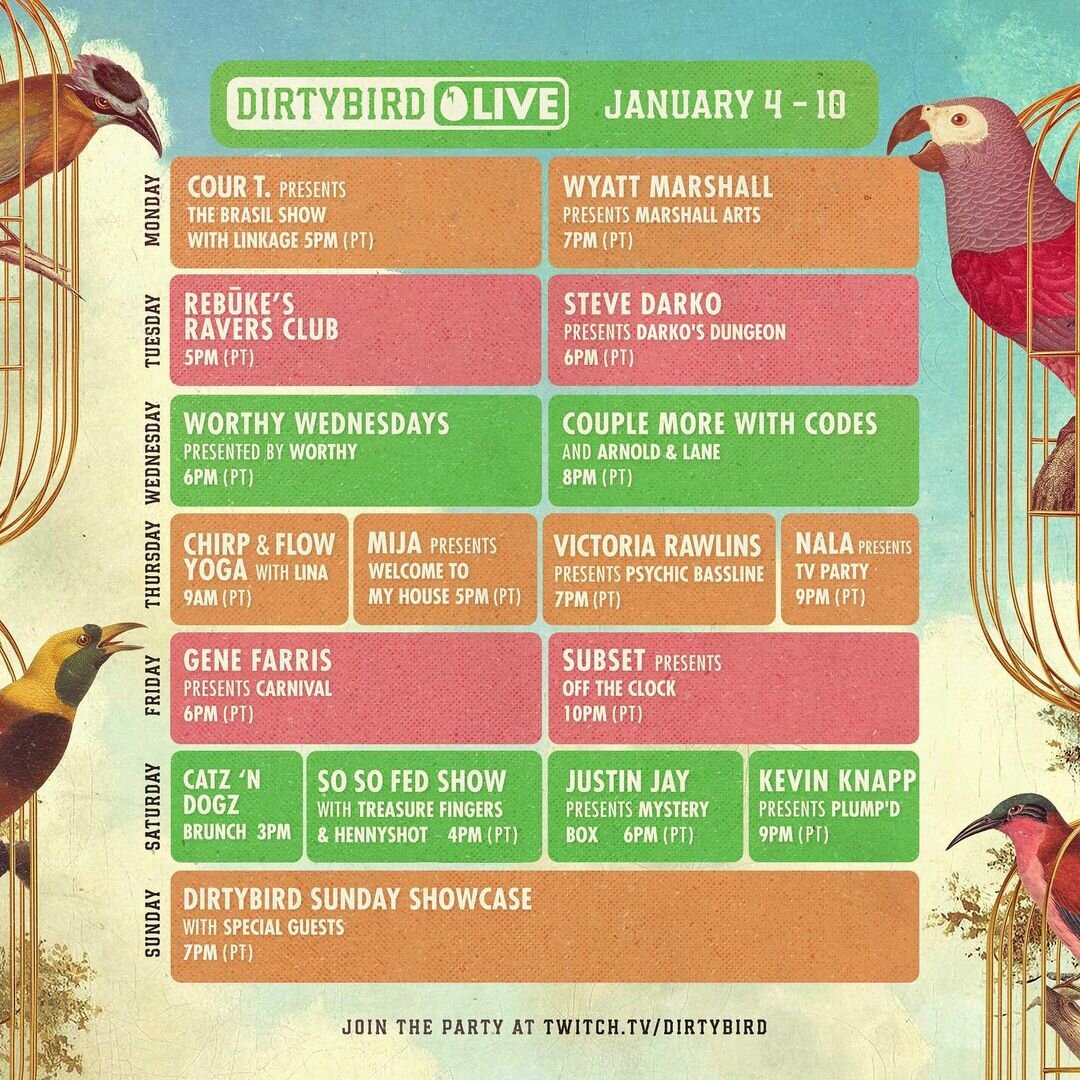 DIRTYBIRD LIVE JANUARY 4 - 10
MONDAY
COUR T. PRESENTS
THE BRASIL SHOW
WITH LINKAGE 5PM (PT)
WYATT MARSHALL
PRESENTS MARSHALL ARTS
7PM (PT)
TUESDAY
REBŪKE'S
RAVERS CLUB
5PM (PT)
STEVE DARKO
PRESENTS DARKO'S DUNGEON
6PM (PT)
WEDNESDAY
WORTHY WEDNESDAYS
PRESENTED BY WORTHY
6PM (PT)
COUPLE MORE WITH CODES
AND ARNOLD & LANE
8PM (PT)
THURSDAY
CHIRP & FLOW
YOGA WITH LINA
9AM (PT)
MIJA PRESENTS
WELCOME TO
MY HOUSE 5PM (PT)
VICTORIA RAWLINS
PRESENTS PSYCHIC BASSLINE
7PM (PT)
NALA PRESENTS
TV PARTY
9PM (PT)
FRIDAY
GENE FARRIS
PRESENTS CARNIVAL
6PM (PT)
SUBSET PRESENTS
OFF THE CLOCK
10PM (PT)
SATURDAY
CATZ 'N
DOGZ
BRUNCH 3PM
SO SO FED SHOW
WITH TREASURE FINGERS
& HENNYSHOT - 4PM (PT)
JUSTIN JAY
PRESENTS MYSTERY
BOX 6PM (PT)
KEVIN KNAPP
PRESENTS PLUMP'D
9PM (PT)
SUNDAY
DIRTYBIRD SUNDAY SHOWCASE
WITH SPECIAL GUESTS
7PM (PT)
JOIN THE PARTY AT TWITCH.TV/DIRTYBIRD